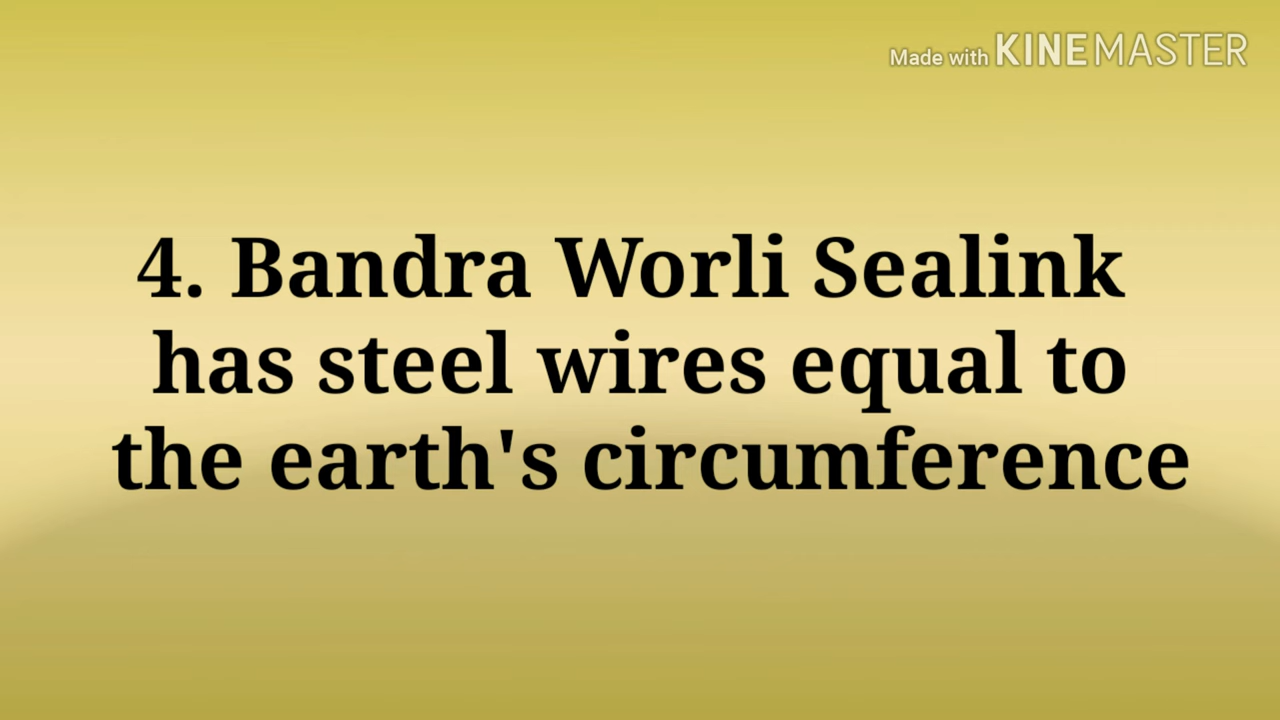 Made with KINEMASTER
4. Bandra Worli Sealink
has steel wires equal to
the earth's circumference